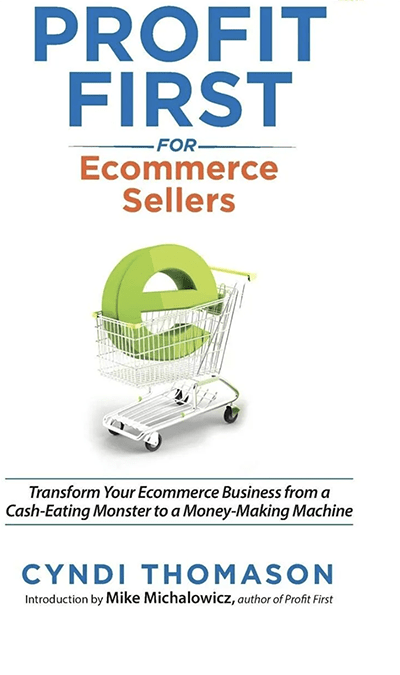 PROFIT
FIRST
FOR
Ecommerce
Sellers
e
Transform Your Ecommerce Business from a
Cash-Eating Monster to a Money-Making Machine
CYNDI THOMASON
Introduction by Mike Michalowicz, author of Profit First